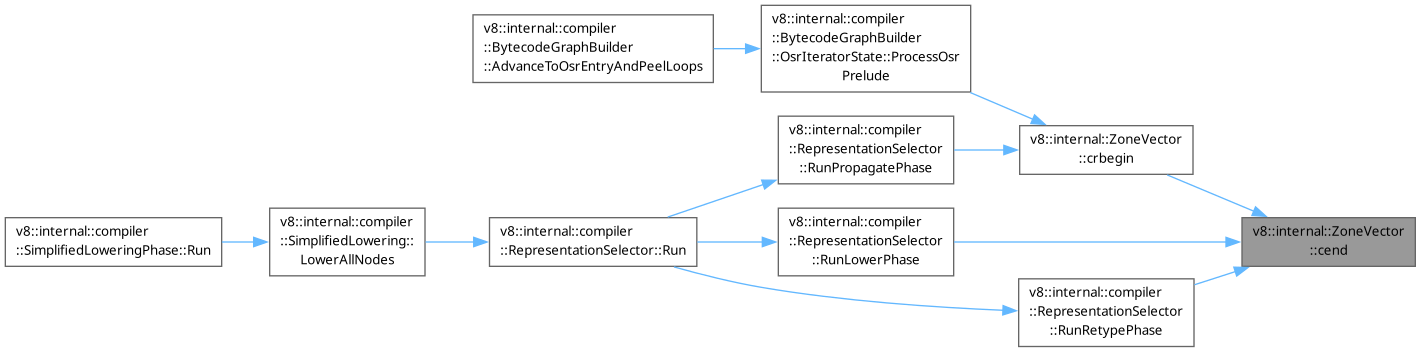 v8::internal::compiler
::BytecodeGraphBuilder
::AdvanceToOsrEntryAndPeelLoops
v8::internal::compiler
::BytecodeGraphBuilder
::OsrIteratorState::ProcessOsr
Prelude
v8::internal::compiler
::RepresentationSelector
::RunPropagatePhase
v8::internal::ZoneVector
::crbegin
v8::internal::compiler
::SimplifiedLoweringPhase::Run
v8::internal::compiler
::SimplifiedLowering::
LowerAllNodes
v8::internal::compiler
::RepresentationSelector::Run
v8::internal::compiler
::RepresentationSelector
::RunLowerPhase
v8::internal::ZoneVector
::cend
v8::internal::compiler
::RepresentationSelector
::RunRetypePhase